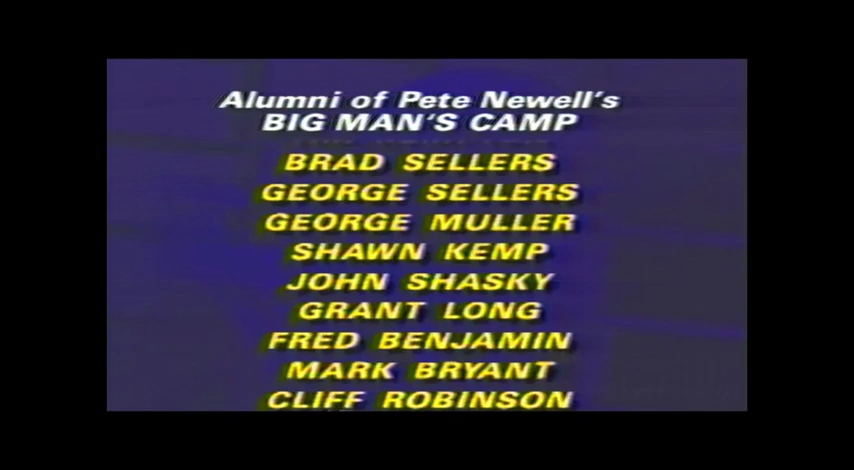 Alumni of Pete Newell's
BIG MAN'S CAMP
BRAD SELLERS
GEORGE SELLERS
GEORGE MULLER
SHAWN KEMP
JOHN SHASKY
GRANT LONG
FRED BENJAMIN
MARK BRYANT
CLIFF ROBINSON